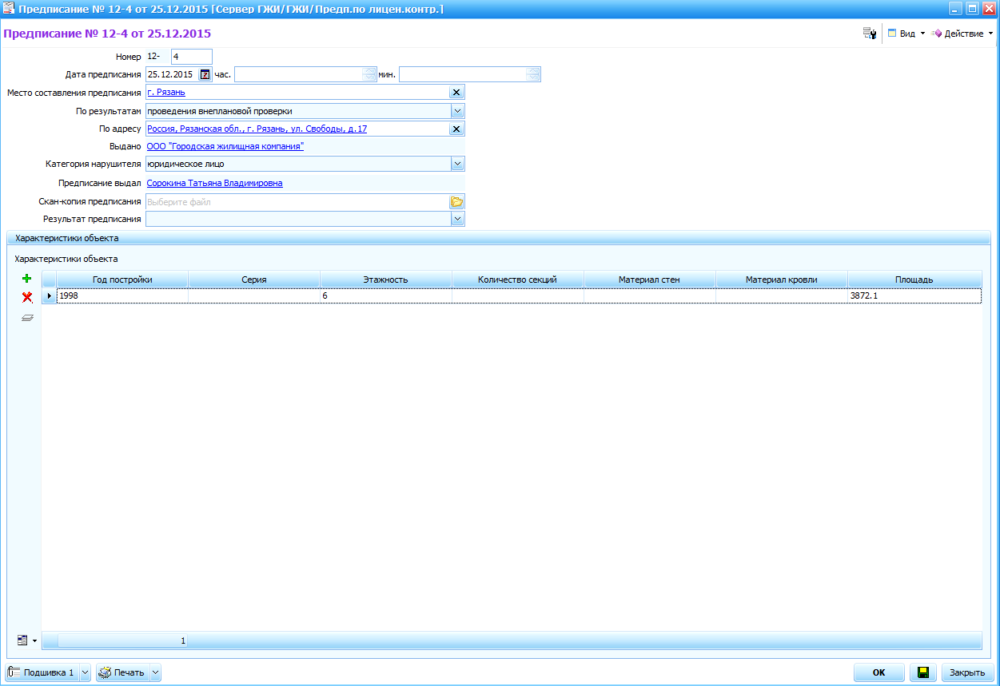 Предписание № 12-4 от 25.12.2015 [Сервер ГЖИ/ГЖИ/Предп.по лицен.контр.]
Предписание № 12-4 от 25.12.2015
Вид
Действие
Номер 12- 4
Дата предписания 25.12.2015 час. мин.
Место составления предписания г. Рязань
По результатам проведения внеплановой проверки
По адресу Россия, Рязанская обл., г. Рязань, ул. Свободы, д.17
Выдано ООО "Городская жилищная компания"
Категория нарушителя юридическое лицо
Предписание выдал Сорокина Татьяна Владимировна
Скан-копия предписания Выберите файл
Результат предписания
Характеристики объекта
Характеристики объекта
Год постройки Серия Этажность Количество секций Материал стен Материал кровли Площадь
1998 6 3872.1
1
Подшивка 1 Печать OK Закрыть